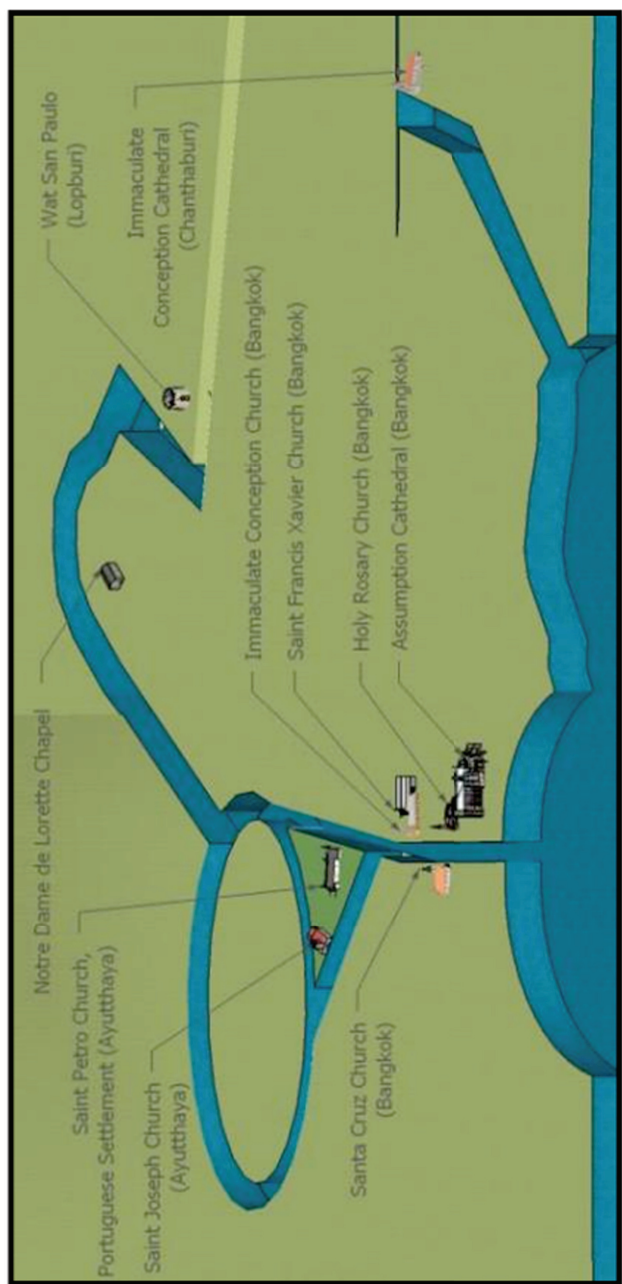 Notre Dame de Lorette Chapel
Saint Petro Church,
Portuguese Settlement (Ayutthaya)
Saint Joseph Church
(Ayutthaya)
Santa Cruz Church
(Bangkok)
Wat San Paulo
(Lopburi)
Immaculate
Conception Cathedral
(Chanthaburi)
Immaculate Conception Church (Bangkok)
Saint Francis Xavier Church (Bangkok)
Holy Rosary Church (Bangkok)
Assumption Cathedral (Bangkok)